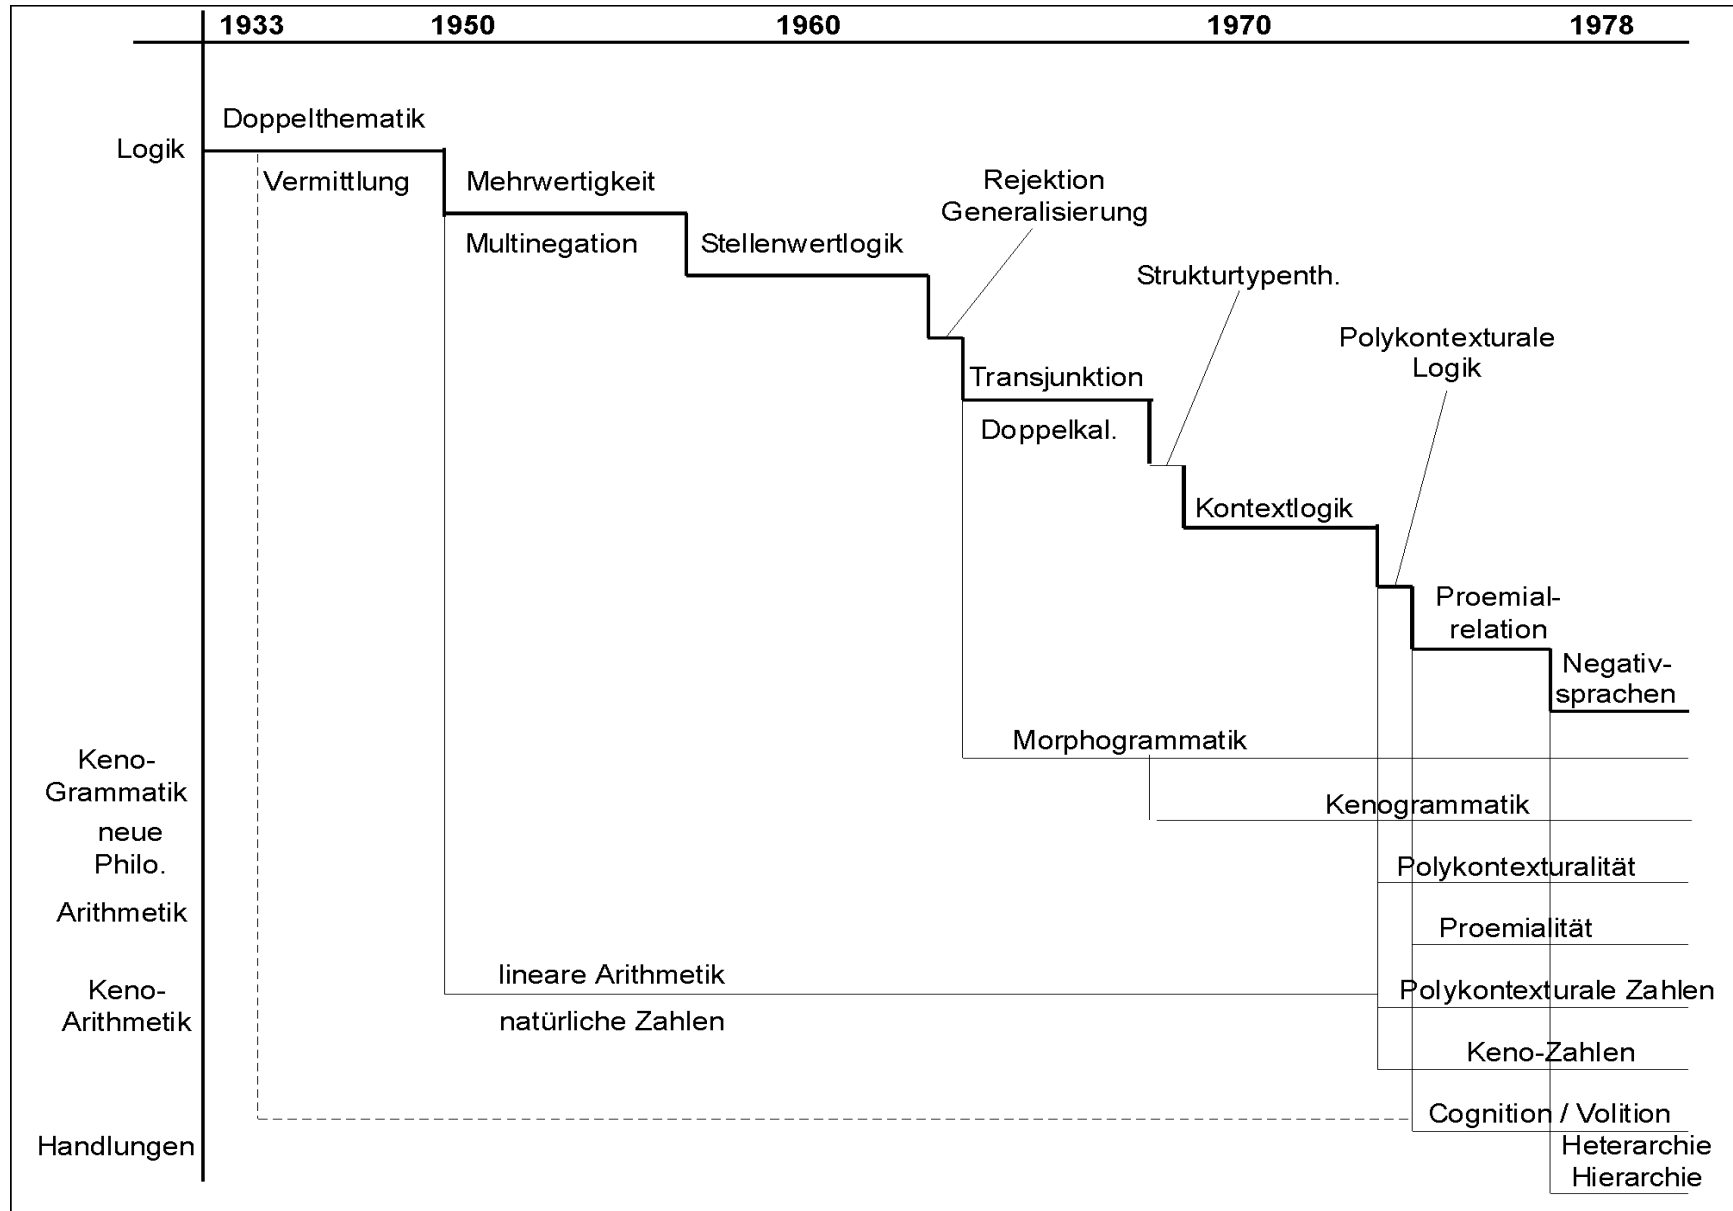 1933 1950 1960 1970 1978
Doppelthematik
Logik
Vermittlung
Mehrwertigkeit
Multinegation
Stellenwertlogik
Rejektion
Generalisierung
Strukturtypenth.
Polykontexturale
Logik
Transjunktion
Doppelkal.
Kontextlogik
Proemial-
relation
Negativ-
sprachen
Morphogrammatik
Keno-
Grammatik
Kenogrammatik
neue
Philo.
Polykontexturalität
Arithmetik
Proemialität
lineare Arithmetik
natürliche Zahlen
Keno-
Arithmetik
Polykontexturale Zahlen
Keno-Zahlen
Cognition / Volition
Handlungen
Heterarchie
Hierarchie